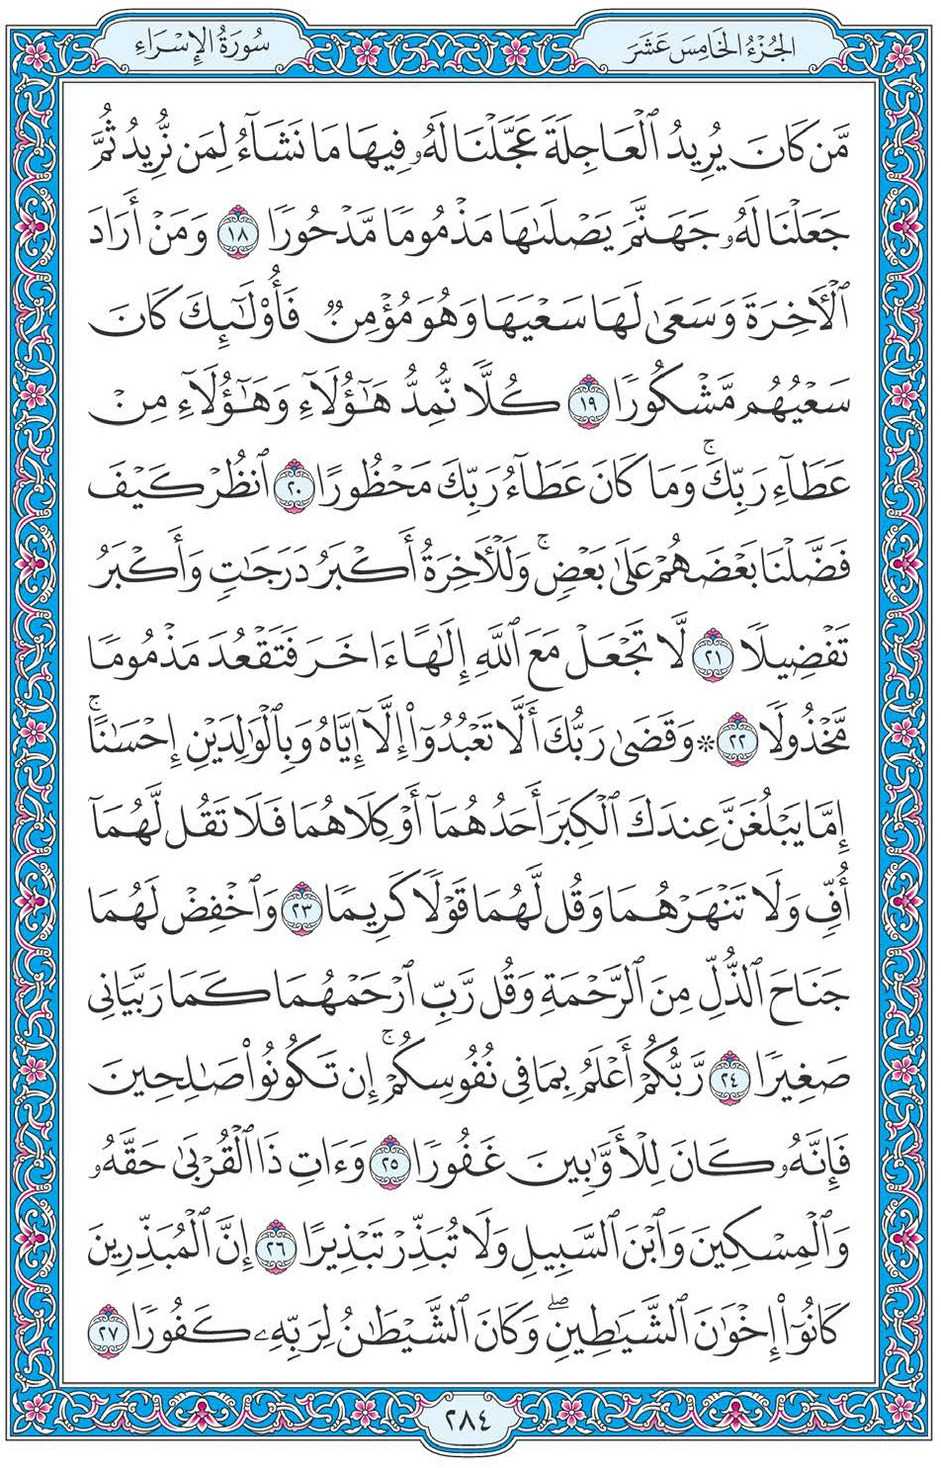 سُورَةُ الإِسْرَاءِ
الجُزْءُ الخَامِسَ عَشَرَ
مَّن كَانَ يُرِيدُ ٱلْعَاجِلَةَ عَجَّلْنَا لَهُۥ فِيهَا مَا نَشَآءُ لِمَن نُّرِيدُ ثُمَّ
جَعَلْنَا لَهُۥ جَهَنَّمَ يَصْلَىٰهَا مَذْمُومًا مَّدْحُورًا ١٨ وَمَنْ أَرَادَ
ٱلْأَخِرَةَ وَسَعَىٰ لَهَا سَعْيَهَا وَهُوَ مُؤْمِنٌ فَأُوْلَٰٓئِكَ كَانَ
سَعْيُهُم مَّشْكُورًا ١٩ كُلًّا نُّمِدُّ هَٰٓؤُلَآءِ وَهَٰٓؤُلَآءِ مِنْ
عَطَآءِ رَبِّكَۚ وَمَا كَانَ عَطَآءُ رَبِّكَ مَحْظُورًا ٢٠ ٱنظُرْ كَيْفَ
فَضَّلْنَا بَعْضَهُمْ عَلَىٰ بَعْضٍۚ وَلَلْأَخِرَةُ أَكْبَرُ دَرَجَٰتٍ وَأَكْبَرُ
تَفْضِيلًا ٢١ لَّا تَجْعَلْ مَعَ ٱللَّهِ إِلَٰهًا ءَاخَرَ فَتَقْعُدَ مَذْمُومًا
مَّخْذُولًا ٢٢ ۞ وَقَضَىٰ رَبُّكَ أَلَّا تَعْبُدُوٓاْ إِلَّآ إِيَّاهُ وَبِٱلْوَٰلِدَيْنِ إِحْسَٰنًاۚ
إِمَّا يَبْلُغَنَّ عِندَكَ ٱلْكِبَرَ أَحَدُهُمَآ أَوْ كِلَاهُمَا فَلَا تَقُل لَّهُمَآ
أُفٍّ وَلَا تَنْهَرْهُمَا وَقُل لَّهُمَا قَوْلًا كَرِيمًا ٢٣ وَٱخْفِضْ لَهُمَا
جَنَاحَ ٱلذُّلِّ مِنَ ٱلرَّحْمَةِ وَقُل رَّبِّ ٱرْحَمْهُمَا كَمَا رَبَّيَانِى
صَغِيرًا ٢٤ رَّبُّكُمْ أَعْلَمُ بِمَا فِى نُفُوسِكُمْۚ إِن تَكُونُواْ صَٰلِحِينَ
فَإِنَّهُۥ كَانَ لِلْأَوَّٰبِينَ غَفُورًا ٢٥ وَءَاتِ ذَا ٱلْقُرْبَىٰ حَقَّهُۥ
وَٱلْمِسْكِينَ وَٱبْنَ ٱلسَّبِيلِ وَلَا تُبَذِّرْ تَبْذِيرًا ٢٦ إِنَّ ٱلْمُبَذِّرِينَ
كَانُوٓاْ إِخْوَٰنَ ٱلشَّيَٰطِينِۖ وَكَانَ ٱلشَّيْطَٰنُ لِرَبِّهِۦ كَفُورًا ٢٧
٢٨٤